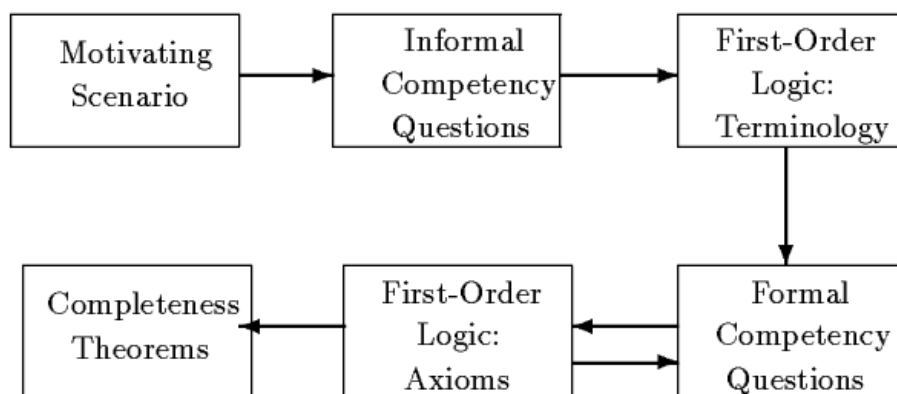 Motivating
Scenario
Informal
Competency
Questions
First-Order
Logic:
Terminology
Completeness
Theorems
First-Order
Logic:
Axioms
Formal
Competency
Questions